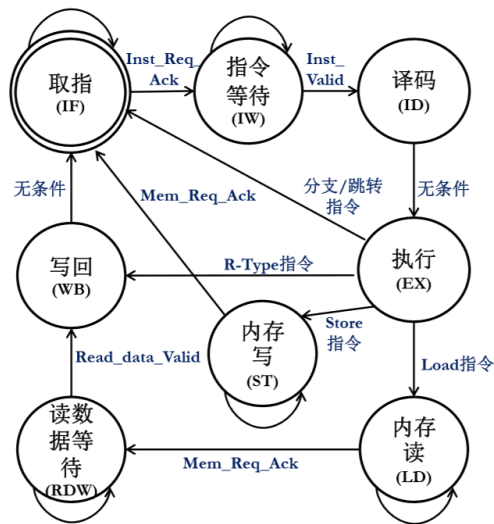 取指
(IF)
Inst_Req_
Ack
指令
等待
(IW)
Inst_
Valid
译码
(ID)
无条件
Mem_Req_Ack
分支/跳转
指令
无条件
写回
(WB)
R-Type指令
执行
(EX)
内存
写
(ST)
Store
指令
Read_data_Valid
Load指令
读数
据等
待
(RDW)
Mem_Req_Ack
内存
读
(LD)